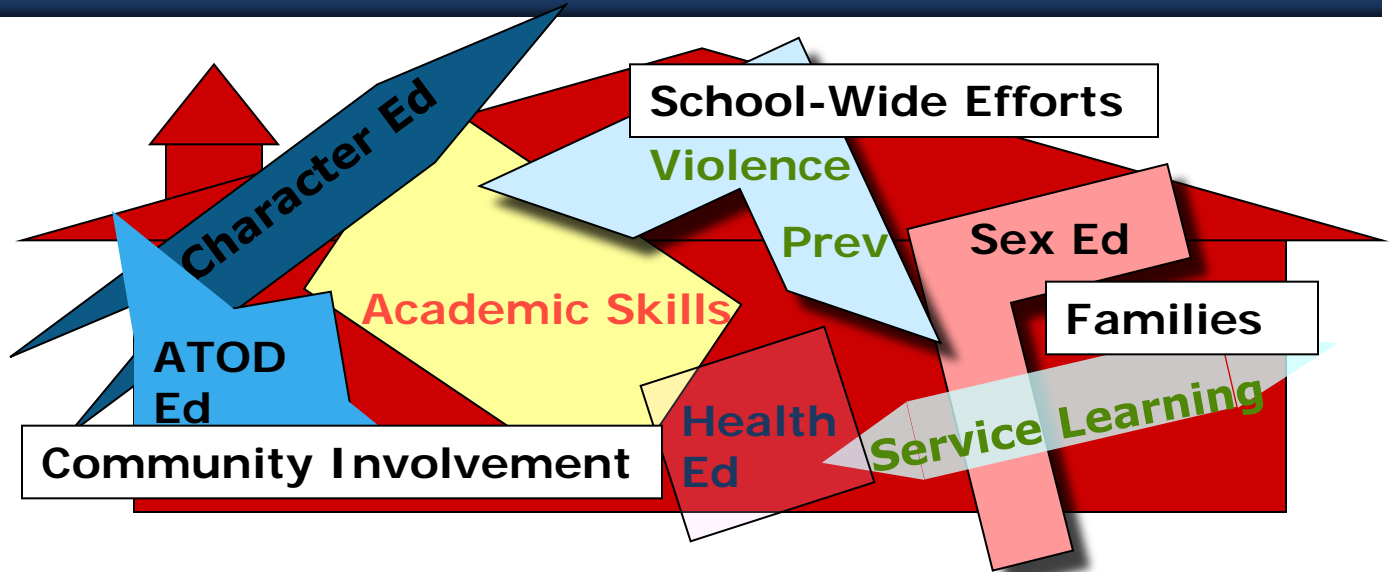 Character Ed
School-Wide Efforts
Violence
Prev
Sex Ed
Academic Skills
Families
ATOD
Ed
Health
Ed
Service Learning
Community Involvement